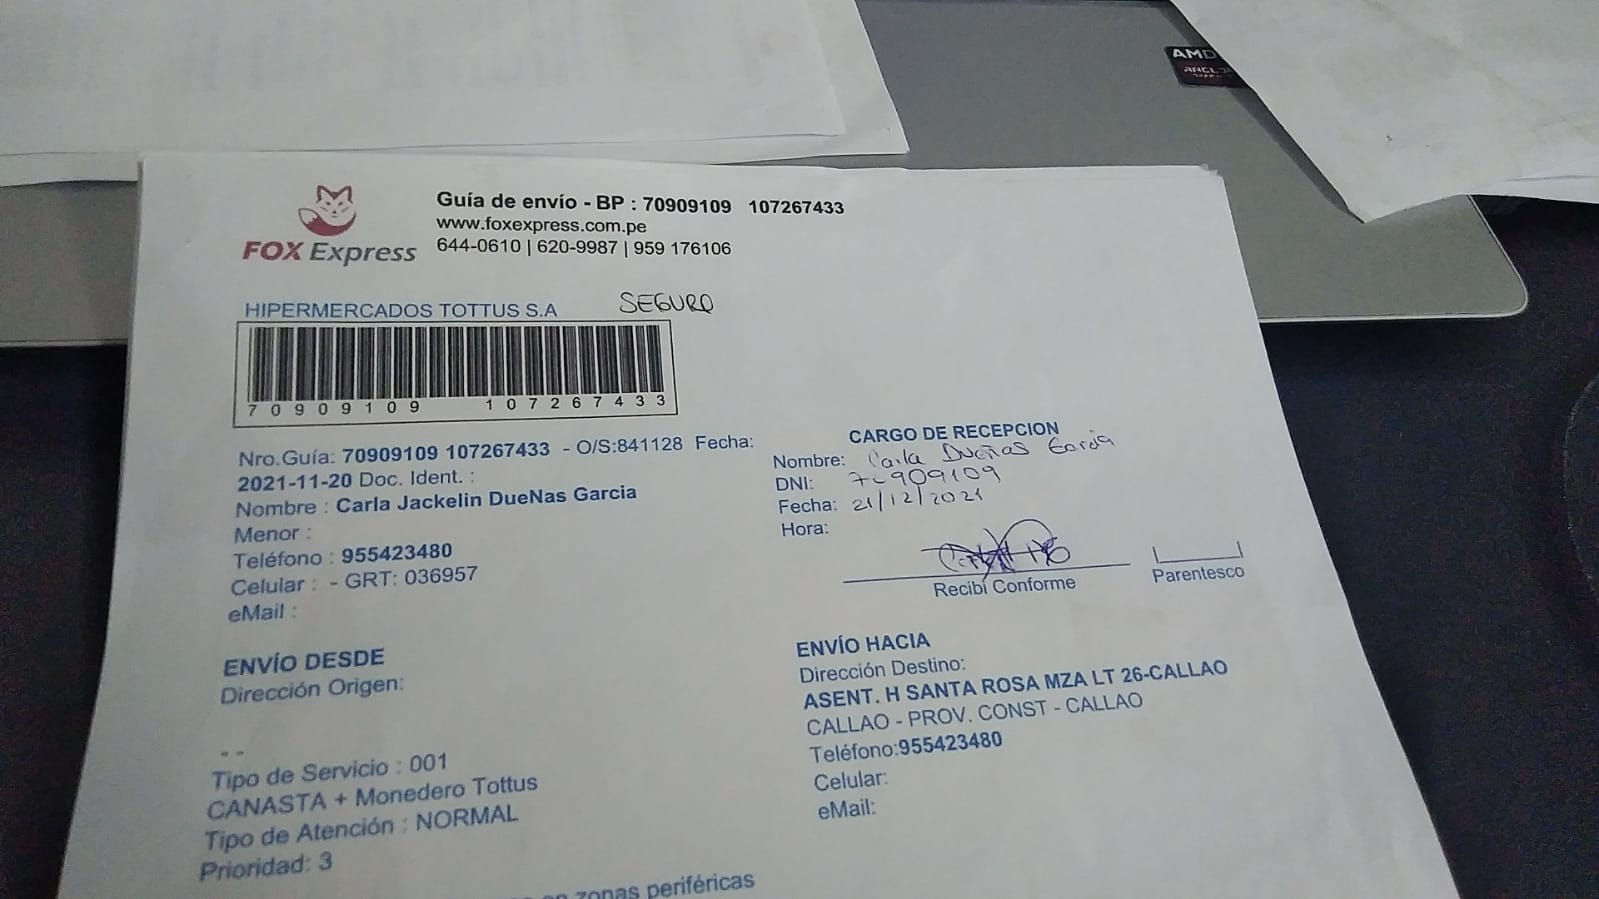 AMD
FOX Express
Guía de envío - BP : 70909109 107267433
www.foxexpress.com.pe
644-0610 | 620-9987 | 959 176106
HIPERMERCADOS TOTTUS S.A SEGURO
70909109 107267433
Nro.Guía: 70909109 107267433 - O/S:841128 Fecha:
2021-11-20 Doc. Ident. :
Nombre : Carla Jackelin DueNas Garcia
Menor :
Teléfono : 955423480
Celular : - GRT: 036957
eMail :
CARGO DE RECEPCION
Nombre: Carla Dueñas Garcia
DNI: 70909109
Fecha: 21/12/2021
Hora:
Recibí Conforme
Parentesco
ENVÍO DESDE
Dirección Origen:
- -
Tipo de Servicio : 001
CANASTA + Monedero Tottus
Tipo de Atención : NORMAL
Prioridad: 3
ENVÍO HACIA
Dirección Destino:
ASENT. H SANTA ROSA MZA LT 26-CALLAO
CALLAO - PROV. CONST - CALLAO
Teléfono:955423480
Celular:
eMail:
zonas periféricas